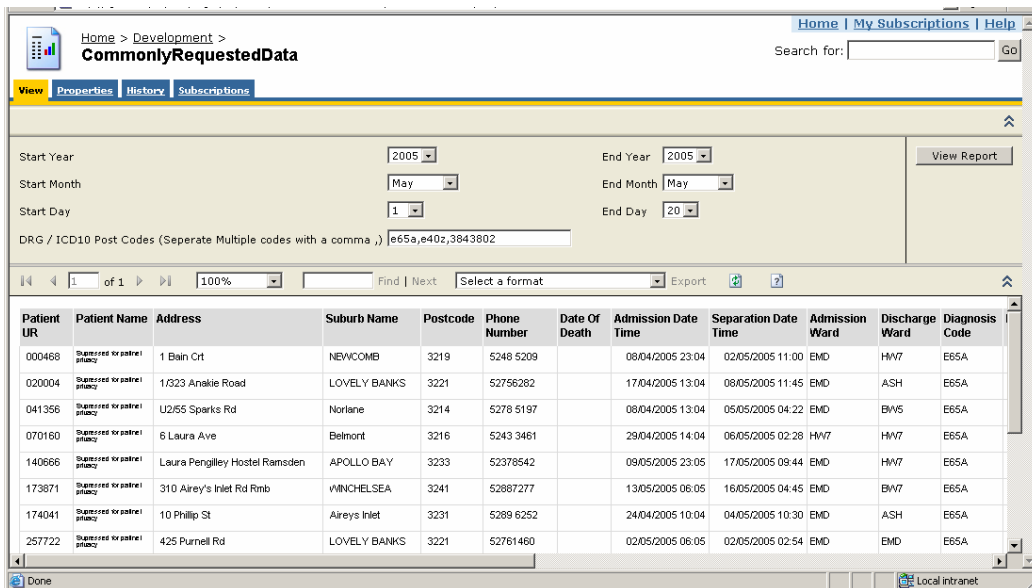 Home | My Subscriptions | Help
Home > Development >
CommonlyRequestedData
Search for: Go
View Properties History Subscriptions
Start Year 2005 End Year 2005 View Report
Start Month May End Month May
Start Day 1 End Day 20
DRG / ICD10 Post Codes (Seperate Multiple codes with a comma ,) e65a,e40z,3843802
1 of 1 100% Find | Next Select a format Export
Patient UR Patient Name Address Suburb Name Postcode Phone Number Date Of Death Admission Date Time Separation Date Time Admission Ward Discharge Ward Diagnosis Code
000468 1 Bain Crt NEWCOMB 3219 5248 5209 08/04/2005 23:04 02/05/2005 11:00 EMD HW7 E65A
020004 1/323 Anakie Road LOVELY BANKS 3221 52756282 17/04/2005 13:04 08/05/2005 11:45 EMD ASH E65A
041356 U2/55 Sparks Rd Norlane 3214 5278 5197 08/04/2005 13:04 05/05/2005 04:22 EMD BW5 E65A
070160 6 Laura Ave Belmont 3216 5243 3461 29/04/2005 14:04 06/05/2005 02:28 HW7 HW7 E65A
140666 Laura Pengilley Hostel Ramsden APOLLO BAY 3233 52378542 09/05/2005 23:05 17/05/2005 09:44 EMD HW7 E65A
173871 310 Airey's Inlet Rd Rmb WINCHELSEA 3241 52887277 13/05/2005 06:05 16/05/2005 04:45 EMD BW7 E65A
174041 10 Phillip St Aireys Inlet 3231 5289 6252 24/04/2005 10:04 04/05/2005 10:30 EMD ASH E65A
257722 425 Purnell Rd LOVELY BANKS 3221 52761460 02/05/2005 06:05 02/05/2005 02:54 EMD EMD E65A
Done Local intranet